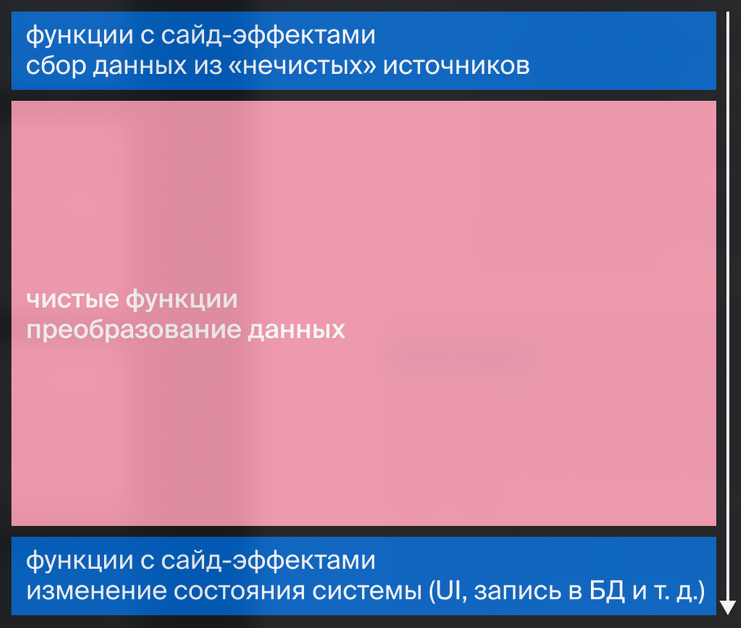 функции с сайд-эффектами
сбор данных из «нечистых» источников
чистые функции
преобразование данных
функции с сайд-эффектами
изменение состояния системы (UI, запись в БД и т. д.)